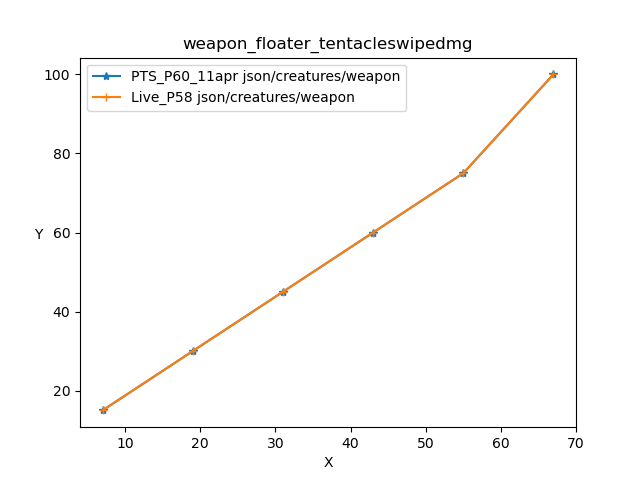 weapon_floater_tentacleswipedmg
PTS_P60_11apr json/creatures/weapon
Live_P58 json/creatures/weapon
100
80
60
40
20
Y
10 20 30 40 50 60 70
X